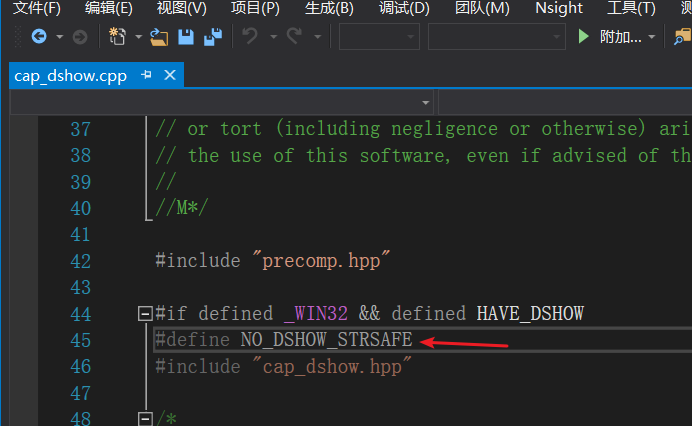 文件(F) 编辑(E) 视图(V) 项目(P) 生成(B) 调试(D) 团队(M) Nsight 工具(T)
附加...
cap_dshow.cpp
37 // or tort (including negligence or otherwise) ari
38 // the use of this software, even if advised of th
39 //
40 //M*/
41
42 #include "precomp.hpp"
43
44 #if defined _WIN32 && defined HAVE_DSHOW
45 #define NO_DSHOW_STRSAFE
46 #include "cap_dshow.hpp"
47
48 /*